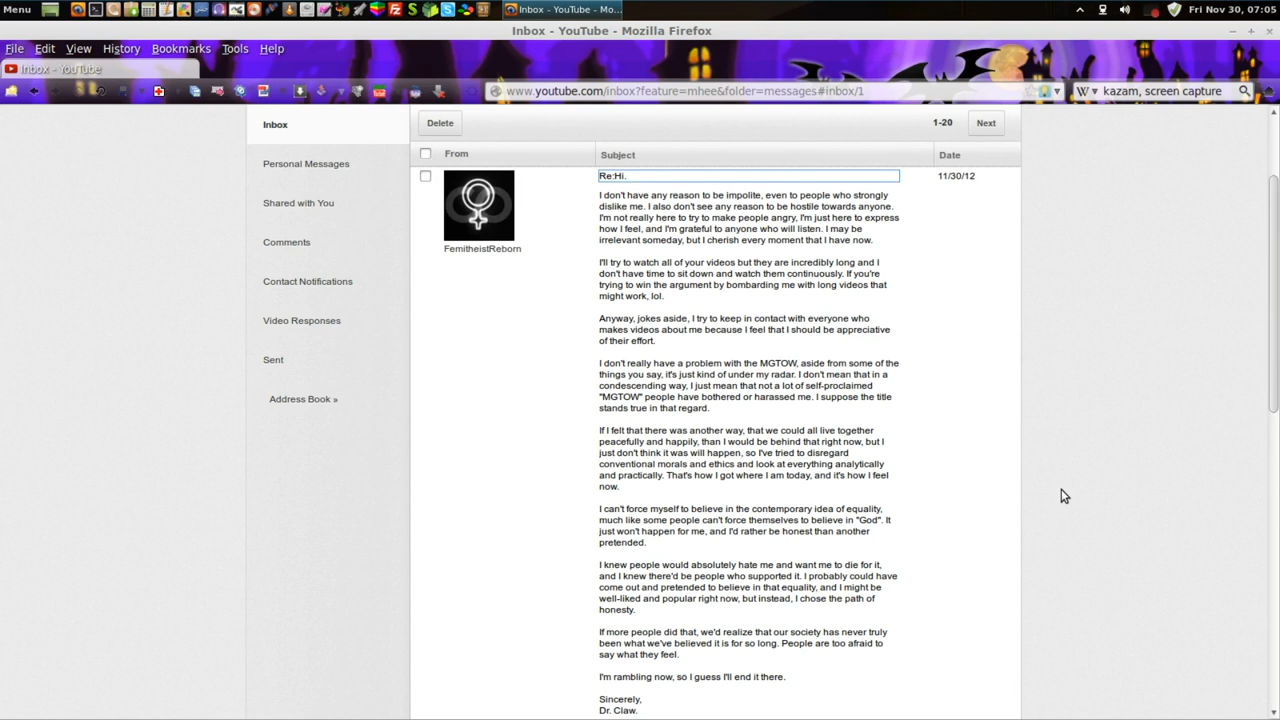 Menu
Inbox - YouTube - Mo...
Fri Nov 30, 07:05
Inbox - YouTube - Mozilla Firefox
File Edit View History Bookmarks Tools Help
Inbox - YouTube
www.youtube.com/inbox?feature=mhee&folder=messages#inbox/1
kazam, screen capture
Inbox
Personal Messages
Shared with You
Comments
Contact Notifications
Video Responses
Sent
Address Book »
Delete
1-20
Next
From
Subject
Date
FemitheistReborn
Re:Hi.
11/30/12
I don't have any reason to be impolite, even to people who strongly
dislike me. I also don't see any reason to be hostile towards anyone.
I'm not really here to try to make people angry, I'm just here to express
how I feel, and I'm grateful to anyone who will listen. I may be
irrelevant someday, but I cherish every moment that I have now.
I'll try to watch all of your videos but they are incredibly long and I
don't have time to sit down and watch them continuously. If you're
trying to win the argument by bombarding me with long videos that
might work, lol.
Anyway, jokes aside, I try to keep in contact with everyone who
makes videos about me because I feel that I should be appreciative
of their effort.
I don't really have a problem with the MGTOW, aside from some of the
things you say, it's just kind of under my radar. I don't mean that in a
condescending way, I just mean that not a lot of self-proclaimed
"MGTOW" people have bothered or harassed me. I suppose the title
stands true in that regard.
If I felt that there was another way, that we could all live together
peacefully and happily, than I would be behind that right now, but I
just don't think it was will happen, so I've tried to disregard
conventional morals and ethics and look at everything analytically
and practically. That's how I got where I am today, and it's how I feel
now.
I can't force myself to believe in the contemporary idea of equality,
much like some people can't force themselves to believe in "God". It
just won't happen for me, and I'd rather be honest than another
pretended.
I knew people would absolutely hate me and want me to die for it,
and I knew there'd be people who supported it. I probably could have
come out and pretended to believe in that equality, and I might be
well-liked and popular right now, but instead, I chose the path of
honesty.
If more people did that, we'd realize that our society has never truly
been what we've believed it is for so long. People are too afraid to
say what they feel.
I'm rambling now, so I guess I'll end it there.
Sincerely,
Dr. Claw.